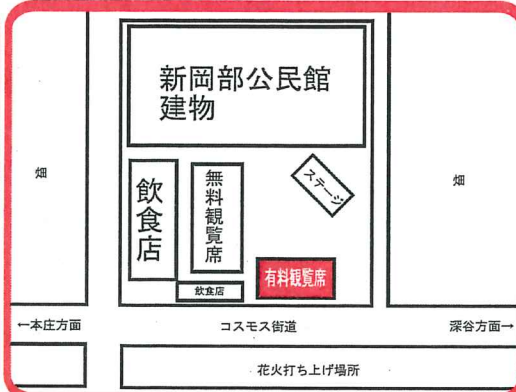 新岡部公民館
建物
畑
飲食店
無料観覧席
ステージ
畑
飲食店
有料観覧席
←本庄方面
コスモス街道
深谷方面→
花火打ち上げ場所